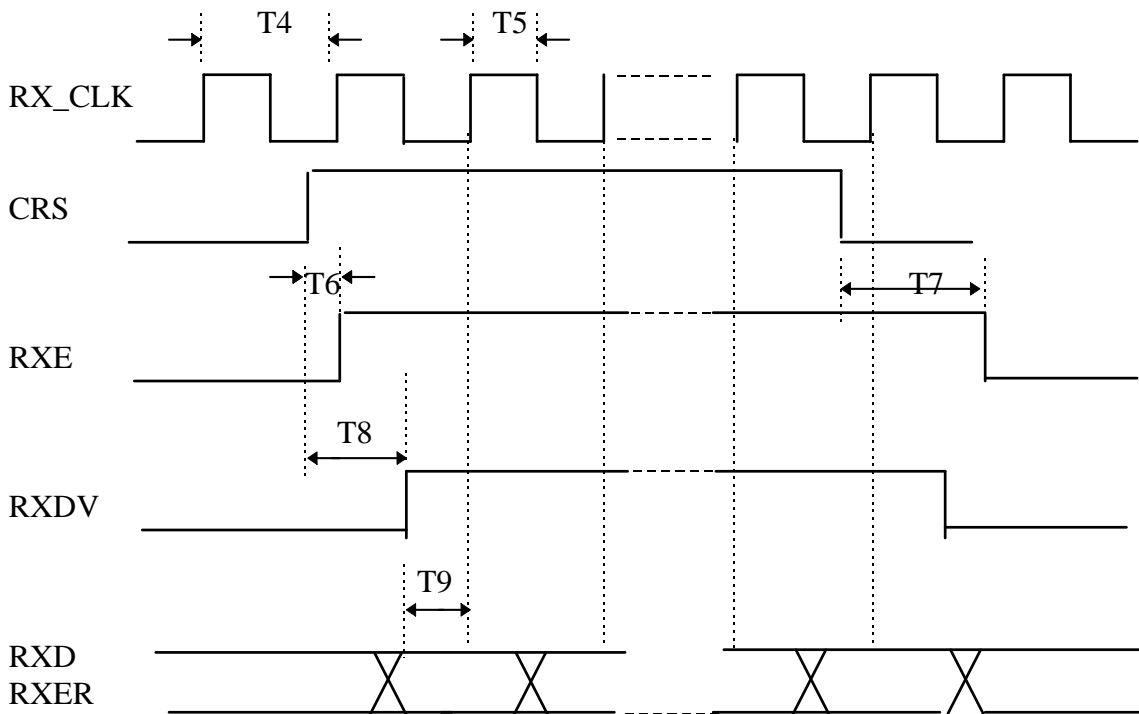 T4 T5
RX_CLK
CRS
T6 T7
RXE
T8
RXDV
T9
RXD
RXER